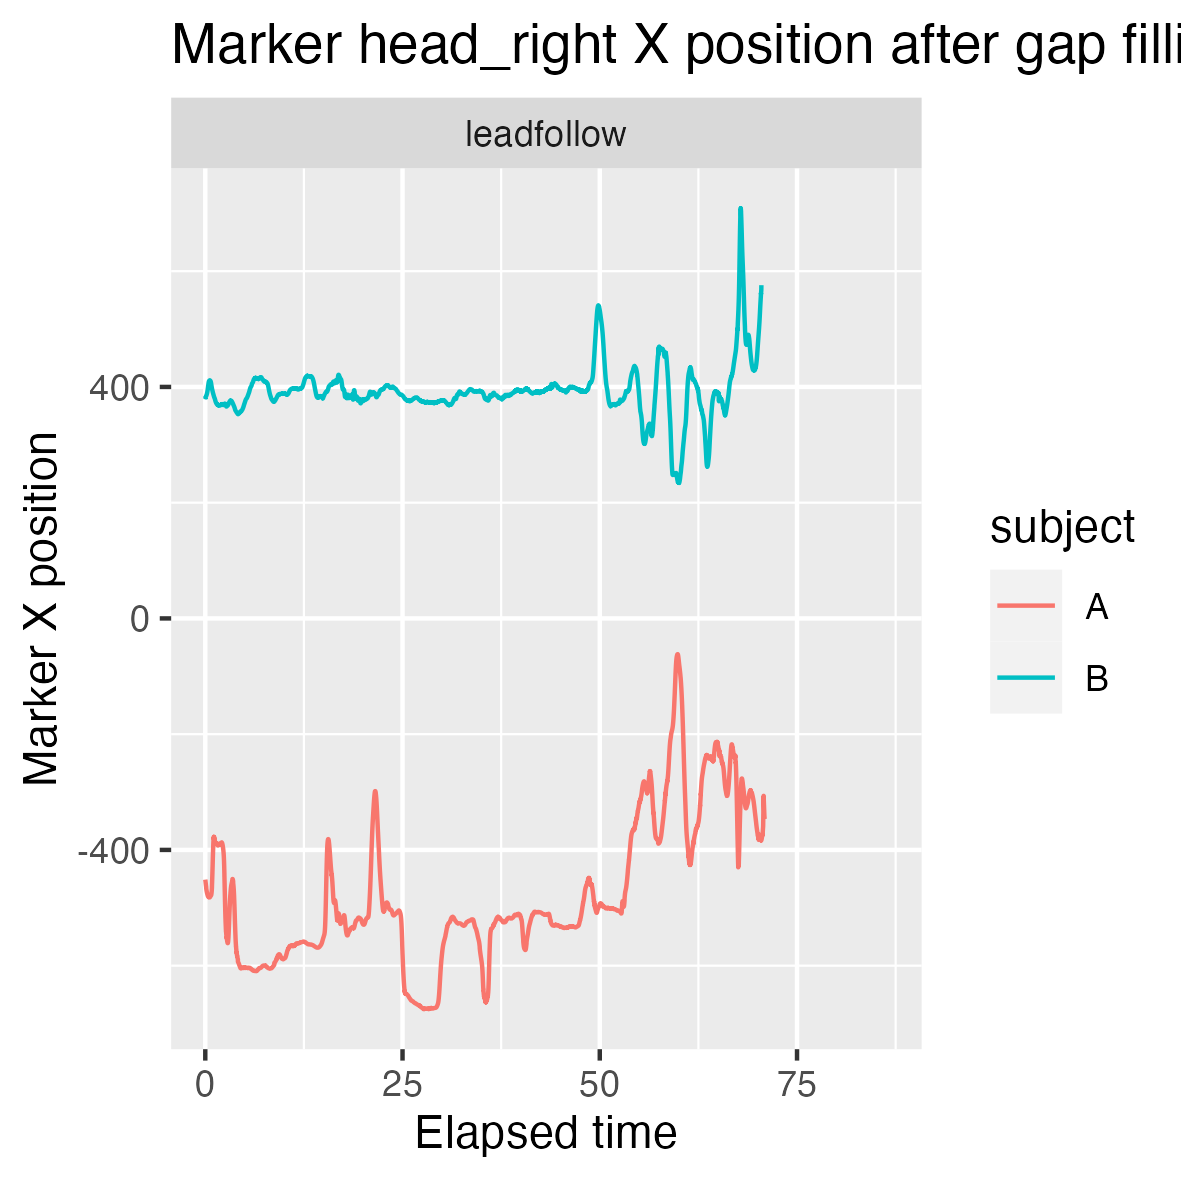 Marker head_right X position after gap filli
leadfollow
Marker X position
400
0
-400
0 25 50 75
Elapsed time
subject
A
B